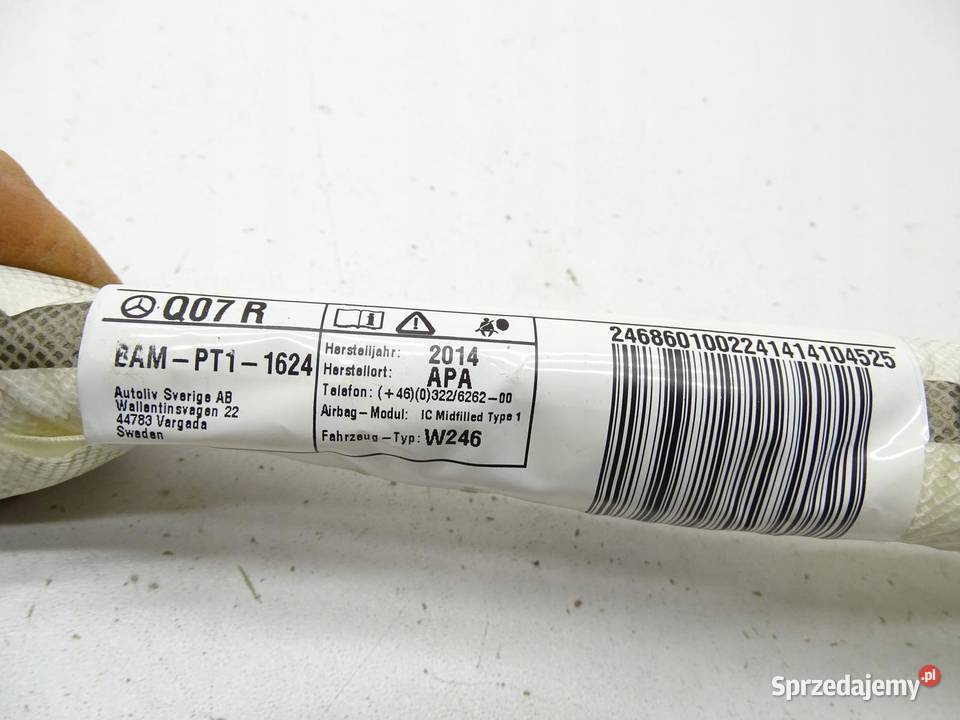 Q07 R
BAM-PT1-1624
Autoliv Sverige AB
Wallentinsvagen 22
44783 Vargada
Sweden
Herstelljahr: 2014
Herstellort: APA
Telefon: (+46)(0)322/6262-00
Airbag-Modul: IC Midfilled Type 1
Fahrzeug-Typ: W246
2468601002241414104525
Sprzedajemy.pl